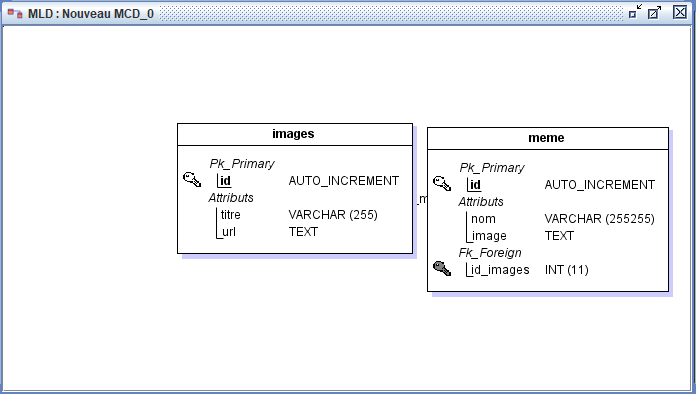 MLD : Nouveau MCD_0
images
Pk_Primary
id AUTO_INCREMENT
Attributs
titre VARCHAR (255)
url TEXT
meme
Pk_Primary
id AUTO_INCREMENT
Attributs
nom VARCHAR (255255)
image TEXT
Fk_Foreign
id_images INT (11)